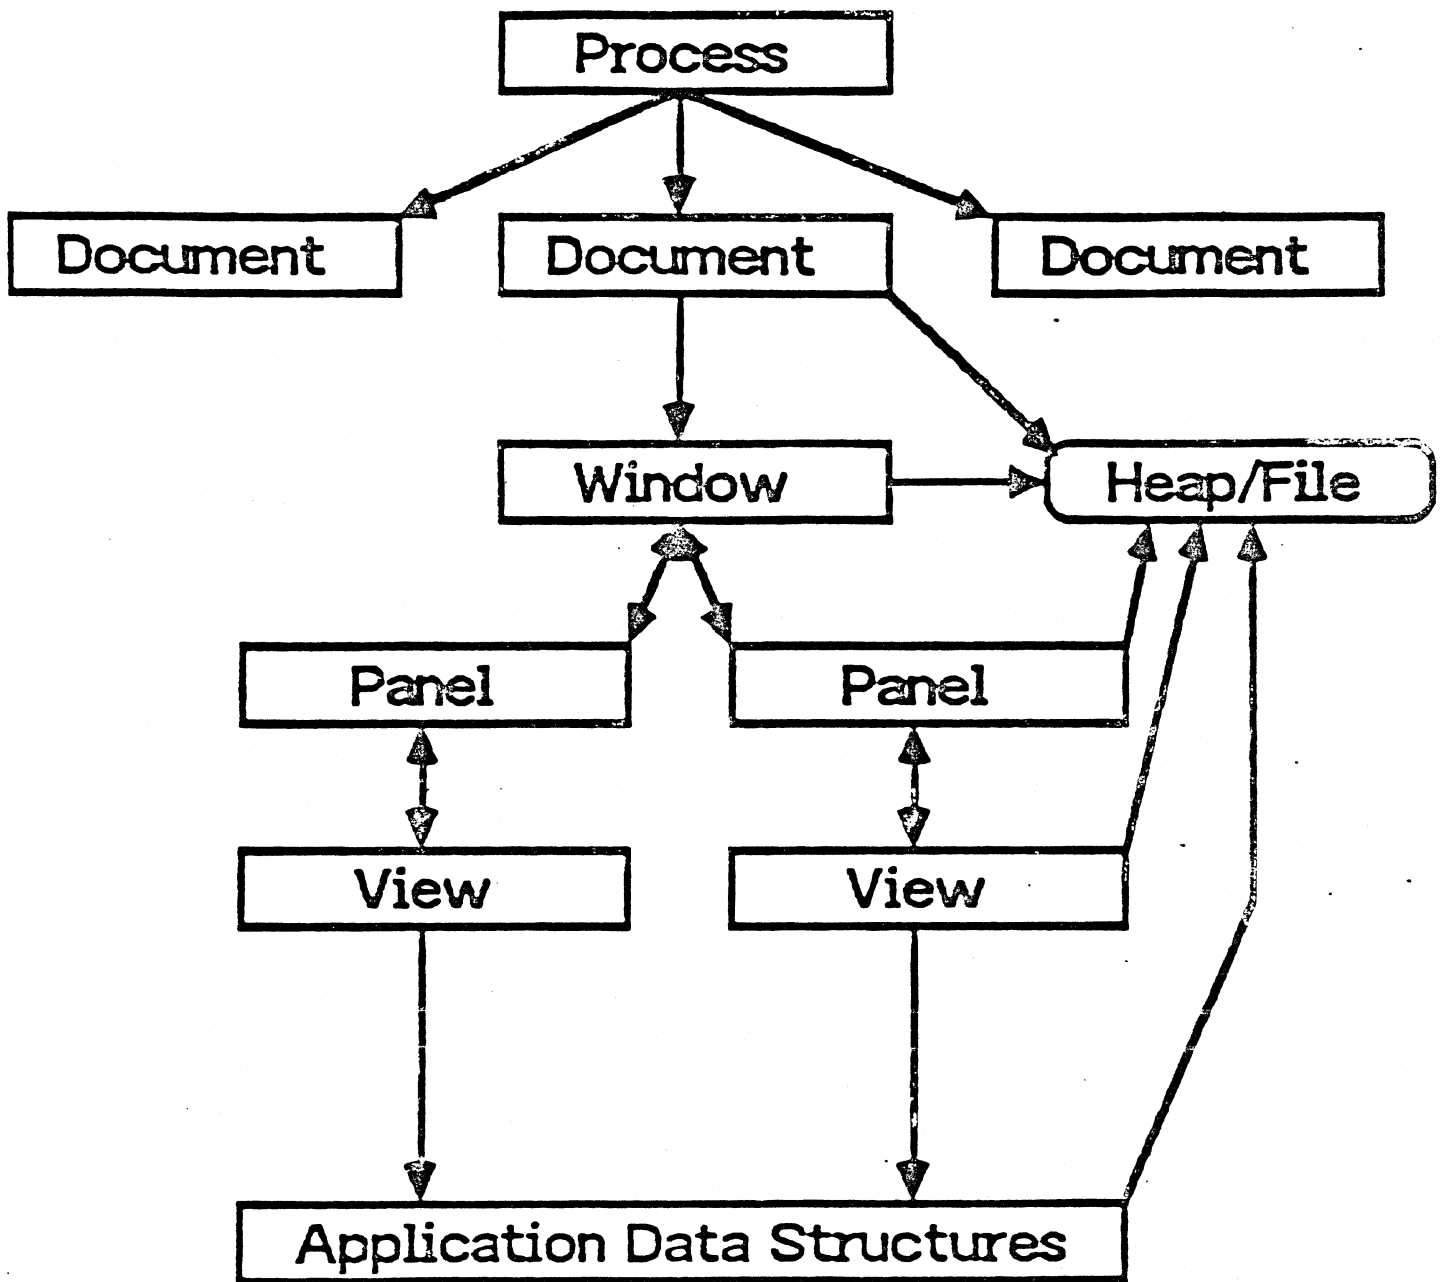 Process
Document
Document
Document
Window
Heap/File
Panel
Panel
View
View
Application Data Structures